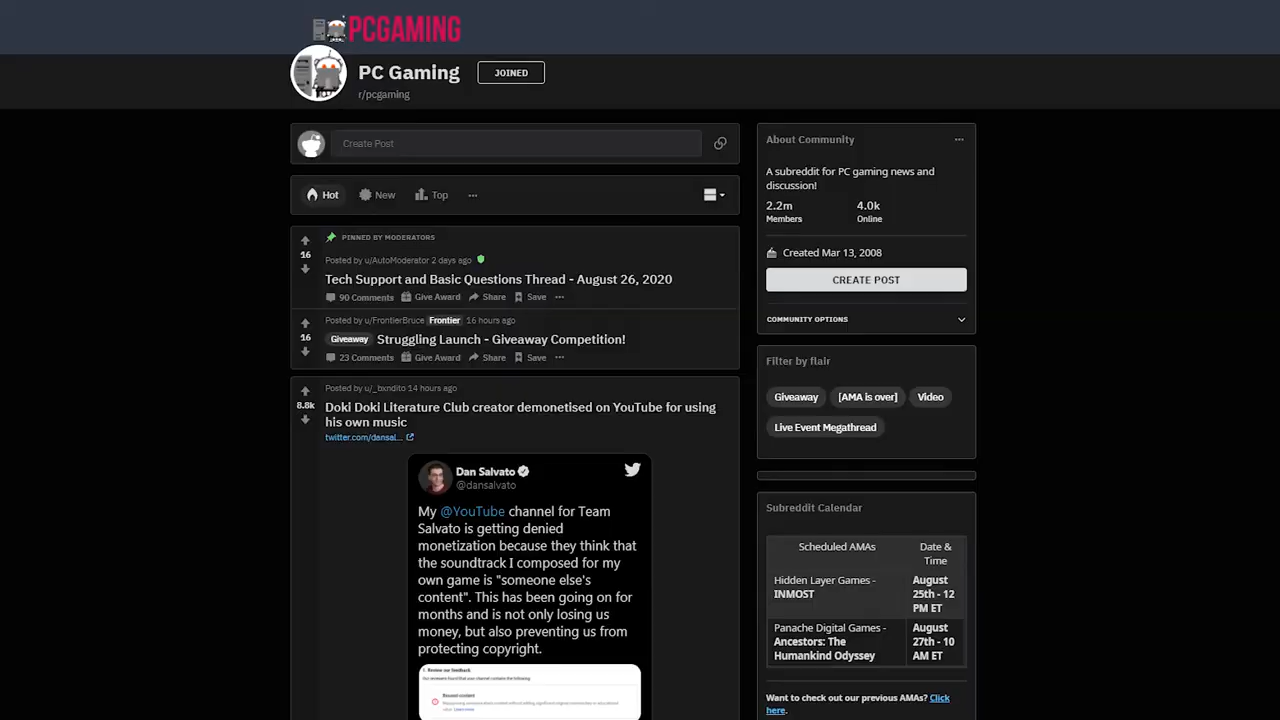 PCGAMING
PC Gaming
JOINED
r/pcgaming
Create Post
Hot
New
Top
PINNED BY MODERATORS
16
Posted by u/AutoModerator 2 days ago
Tech Support and Basic Questions Thread - August 26, 2020
90 Comments Give Award Share Save
Posted by u/FrontierBruce Frontier 16 hours ago
16
Giveaway Struggling Launch - Giveaway Competition!
23 Comments Give Award Share Save
Posted by u/_bxndito 14 hours ago
8.8k
Doki Doki Literature Club creator demonetised on YouTube for using
his own music
twitter.com/dansal...
Dan Salvato
@dansalvato
My @YouTube channel for Team
Salvato is getting denied
monetization because they think that
the soundtrack I composed for my
own game is "someone else's
content". This has been going on for
months and is not only losing us
money, but also preventing us from
protecting copyright.
About Community
A subreddit for PC gaming news and
discussion!
2.2m
Members
4.0k
Online
Created Mar 13, 2008
CREATE POST
COMMUNITY OPTIONS
Filter by flair
Giveaway
[AMA is over]
Video
Live Event Megathread
Subreddit Calendar
Scheduled AMAs
Date &
Time
Hidden Layer Games -
INMOST
August
25th - 12
PM ET
Panache Digital Games -
Ancestors: The
Humankind Odyssey
August
27th - 10
AM ET
Want to check out our previous AMAs? Click
here.